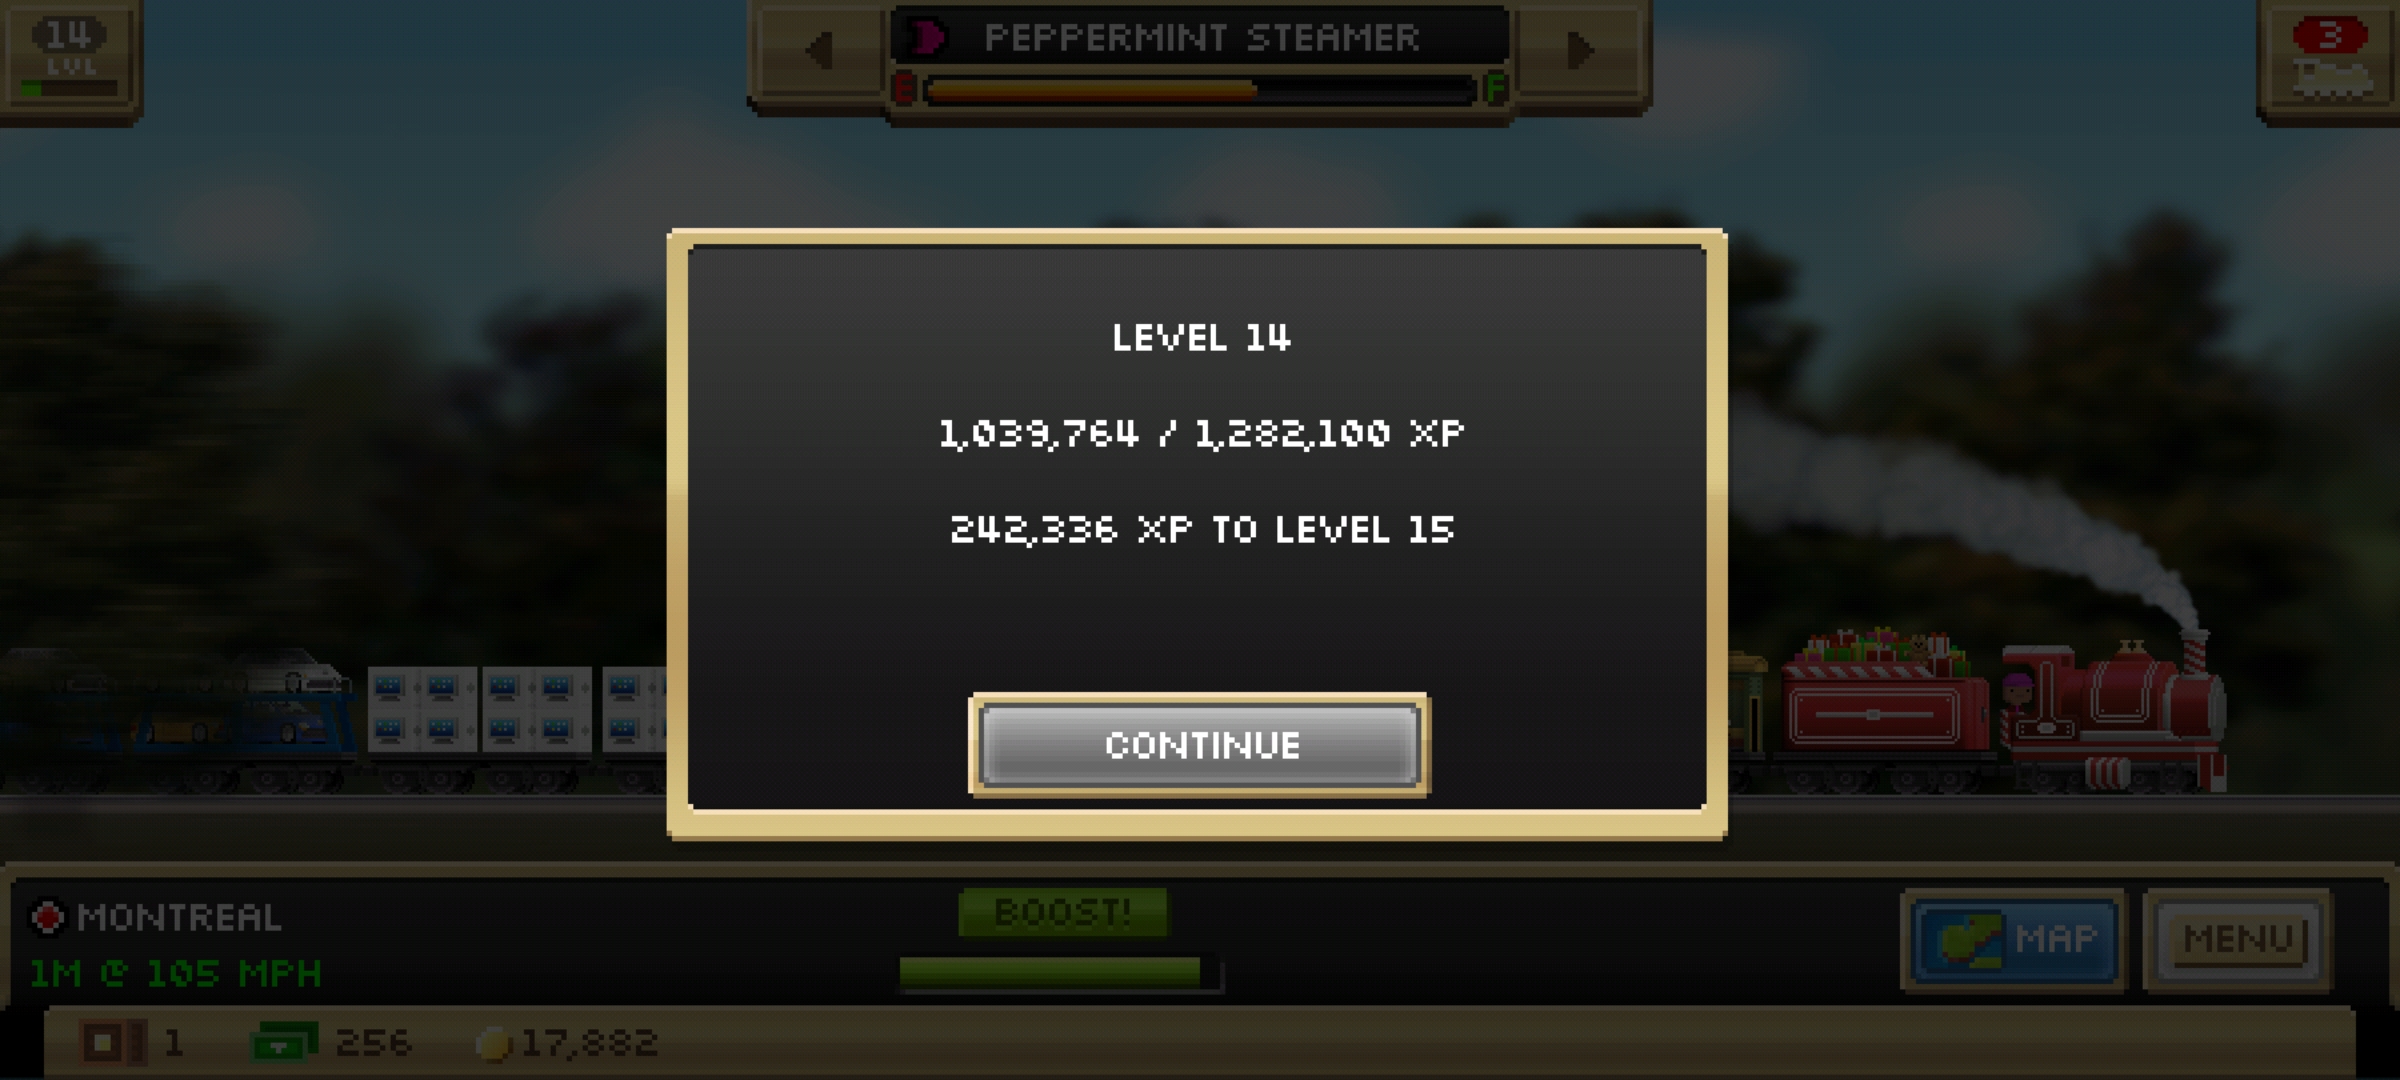 14
LVL
PEPPERMINT STEAMER
E F
3
LEVEL 14
1,039,764 / 1,282,100 XP
242,336 XP TO LEVEL 15
CONTINUE
MONTREAL
1M @ 105 MPH
BOOST!
MAP
MENU
1 256 17,882